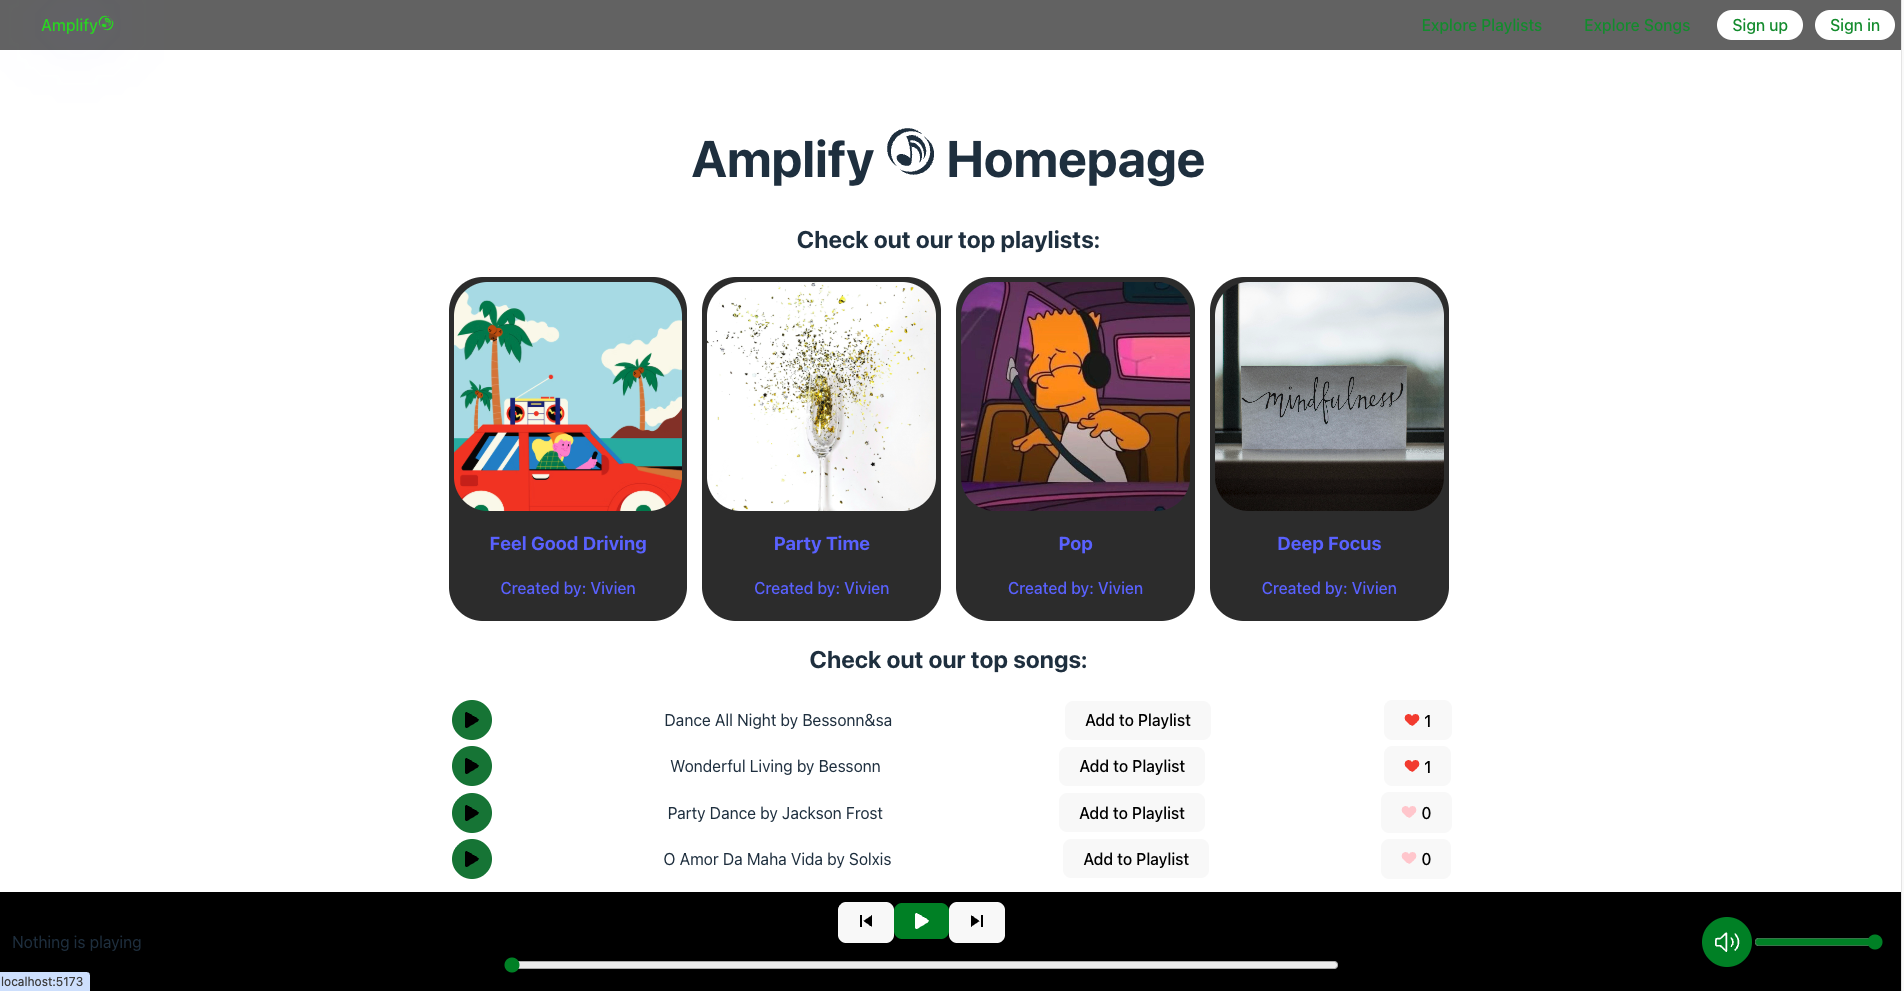 Amplify
Explore Playlists
Explore Songs
Sign up
Sign in
Amplify Homepage
Check out our top playlists:
mindfulness
Feel Good Driving
Party Time
Pop
Deep Focus
Created by: Vivien
Created by: Vivien
Created by: Vivien
Created by: Vivien
Check out our top songs:
Dance All Night by Bessonn&sa
Add to Playlist
1
Wonderful Living by Bessonn
Add to Playlist
1
Party Dance by Jackson Frost
Add to Playlist
0
O Amor Da Maha Vida by Solxis
Add to Playlist
0
Nothing is playing
localhost:5173